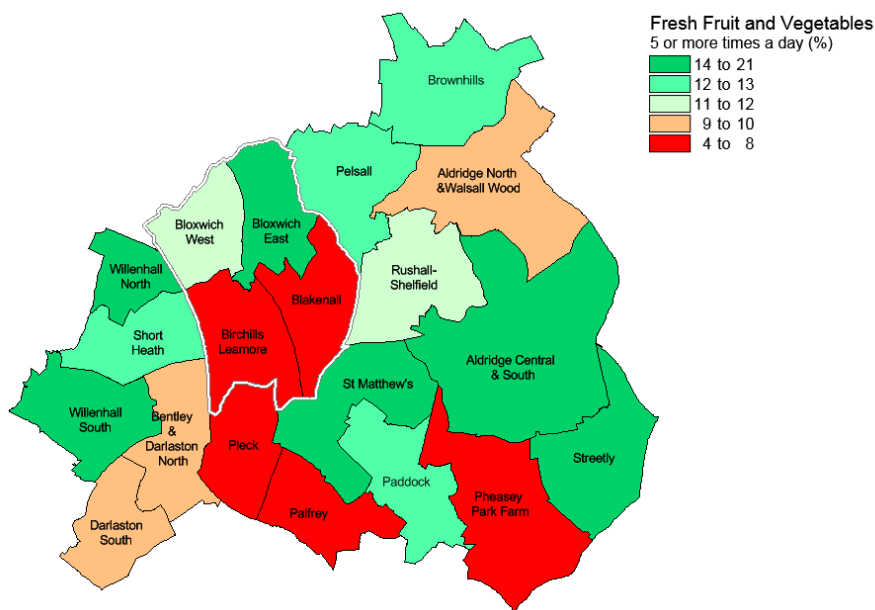 Fresh Fruit and Vegetables
5 or more times a day (%)
14 to 21
12 to 13
11 to 12
9 to 10
4 to 8
Brownhills
Pelsall
Aldridge North
&Walsall Wood
Bloxwich
West
Bloxwich
East
Willenhall
North
Rushall-
Shelfield
Blakenall
Short
Heath
Birchills
Leamore
Aldridge Central
& South
St Matthew's
Willenhall
South
Bentley
&
Darlaston
North
Pleck
Streetly
Paddock
Pheasey
Park Farm
Palfrey
Darlaston
South